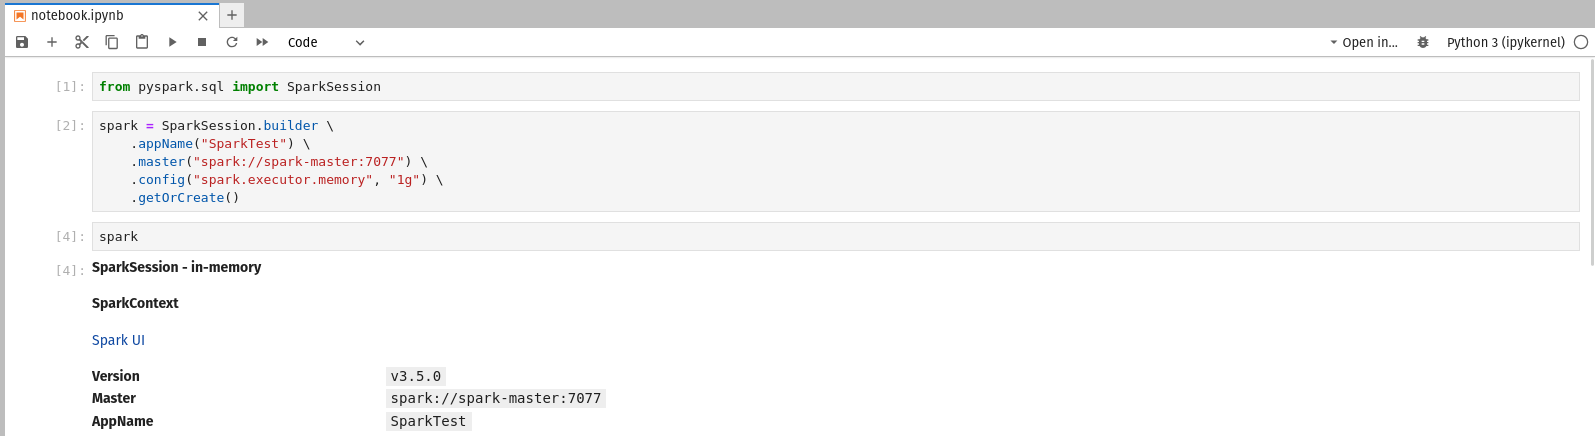 notebook.ipynb
Code
Open in...
Python 3 (ipykernel)
[1]: from pyspark.sql import SparkSession
[2]: spark = SparkSession.builder \
.appName("SparkTest") \
.master("spark://spark-master:7077") \
.config("spark.executor.memory", "1g") \
.getOrCreate()
[4]: spark
[4]: SparkSession - in-memory
SparkContext
Spark UI
Version v3.5.0
Master spark://spark-master:7077
AppName SparkTest